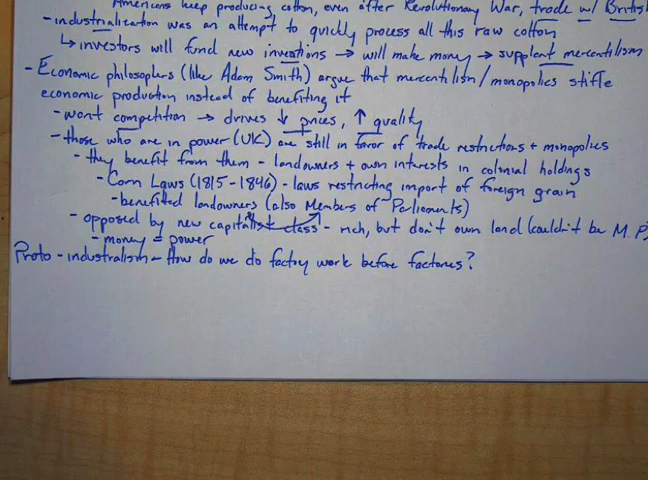 Americans keep producing cotton, even after Revolutionary War, trade w/ British
- industrialization was an attempt to quickly process all this raw cotton
↳ investors will fund new inventions → will make money → supplant mercantilism
- Economic philosophers (like Adam Smith) argue that mercantilism/monopolies stifle
economic production instead of benefiting it
- want competition → drives ↓ prices, ↑ quality
- those who are in power (UK) are still in favor of trade restrictions + monopolies
- they benefit from them - landowners + own interests in colonial holdings
- Corn Laws (1815-1846) - laws restricting import of foreign grain
- benefitted landowners (also Members of Parliament)
- opposed by new capitalist class - rich, but don't own land (couldn't be M.P.)
- money = power
Proto-industralism - How do we do factory work before factories?